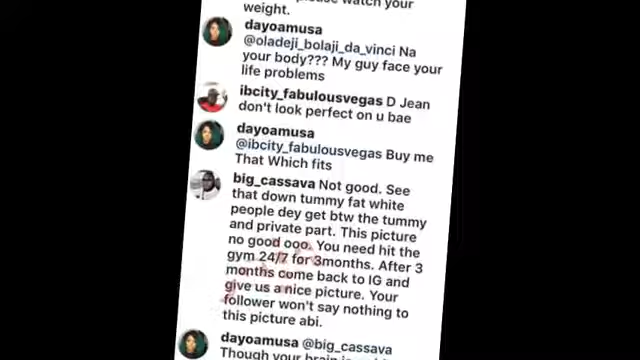 please watch your
weight.
dayoamusa
@oladeji_bolaji_da_vinci Na
your body??? My guy face your
life problems
ibcity_fabulousvegas D Jean
don't look perfect on u bae
dayoamusa
@ibcity_fabulousvegas Buy me
That Which fits
big_cassava Not good. See
that down tummy fat white
people dey get btw the tummy
and private part. This picture
no good ooo. You need hit the
gym 24/7 for 3months. After 3
months come back to IG and
give us a nice picture. Your
follower won't say nothing to
this picture abi.
dayoamusa @big_cassava
Though your brain